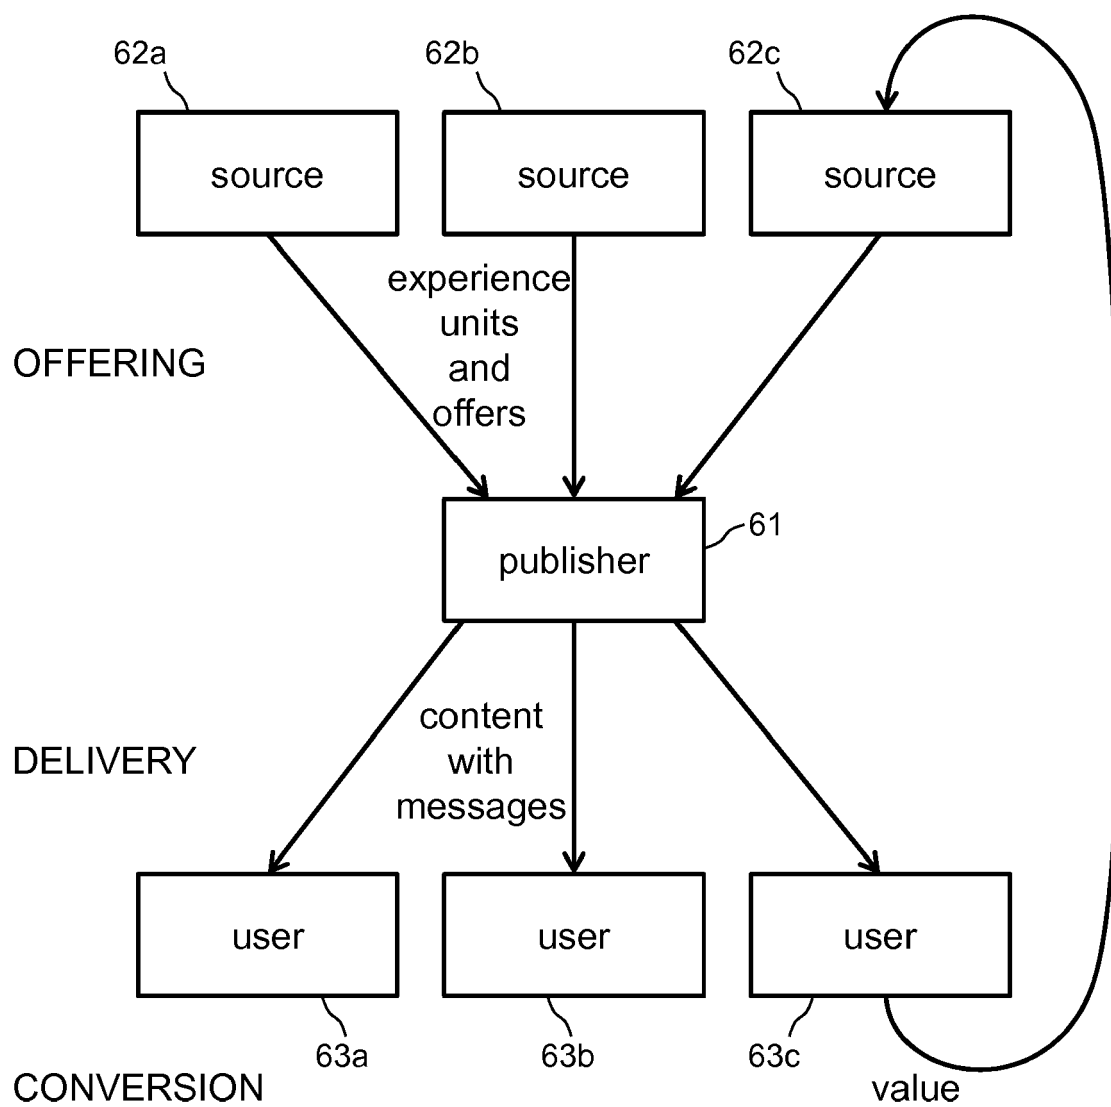 62a
62b
62c
source
source
source
experience
units
and
offers
OFFERING
61
publisher
content
with
messages
DELIVERY
user
user
user
63a
63b
63c
CONVERSION
value